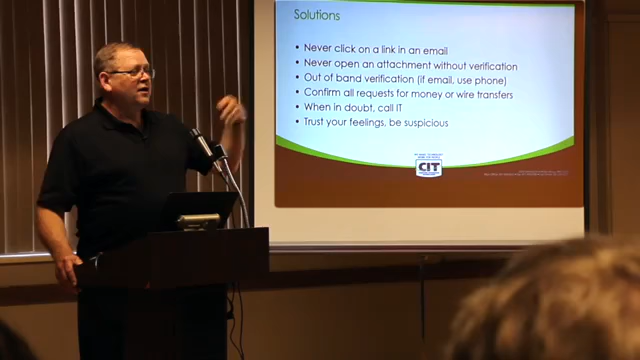 Solutions
• Never click on a link in an email
• Never open an attachment without verification
• Out of band verification (if email, use phone)
• Confirm all requests for money or wire transfers
• When in doubt, call IT
• Trust your feelings, be suspicious
CIT